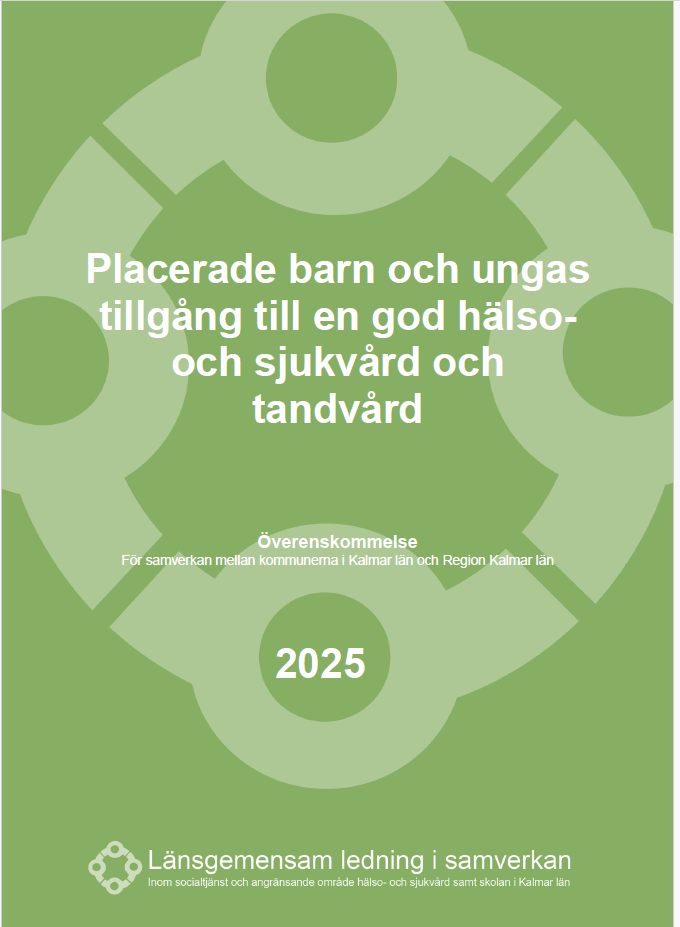 Placerade barn och ungas
tillgång till en god hälso-
och sjukvård och
tandvård
Överenskommelse
För samverkan mellan kommunerna i Kalmar län och Region Kalmar län
2025
Länsgemensam ledning i samverkan
Inom socialtjänst och angränsande område hälso- och sjukvård samt skolan i Kalmar län